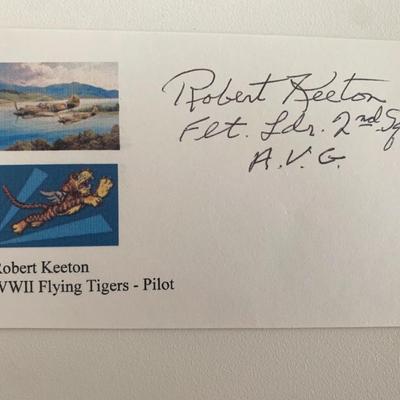 Robert Keeton
Flt. Ldr. 2nd Sq
A.V.G.
Robert Keeton
WWII Flying Tigers - Pilot